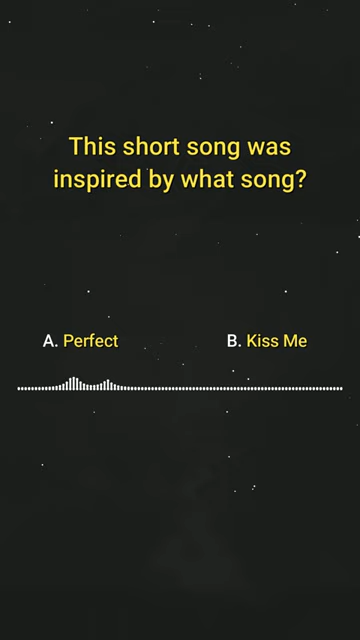 This short song was
inspired by what song?
A. Perfect B. Kiss Me